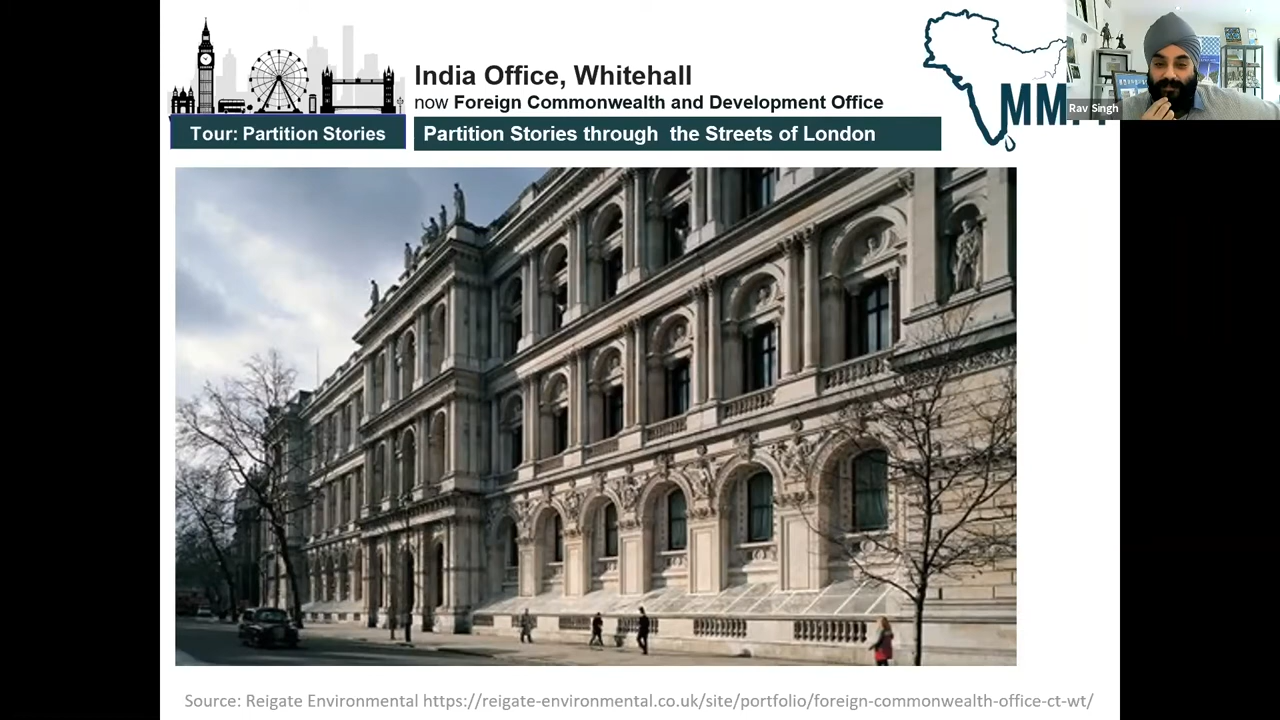 India Office, Whitehall
now Foreign Commonwealth and Development Office
Tour: Partition Stories
Partition Stories through the Streets of London
Rav Singh
Source: Reigate Environmental https://reigate-environmental.co.uk/site/portfolio/foreign-commonwealth-office-ct-wt/